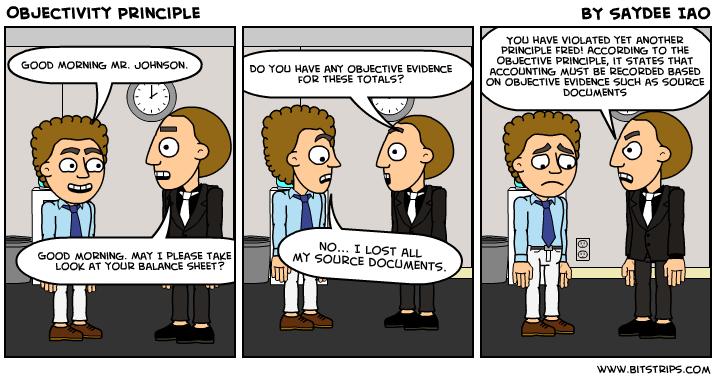 OBJECTIVITY PRINCIPLE
BY SAYDEE IAO
GOOD MORNING MR. JOHNSON.
GOOD MORNING. MAY I PLEASE TAKE
LOOK AT YOUR BALANCE SHEET?
DO YOU HAVE ANY OBJECTIVE EVIDENCE
FOR THESE TOTALS?
NO... I LOST ALL
MY SOURCE DOCUMENTS.
YOU HAVE VIOLATED YET ANOTHER
PRINCIPLE FRED! ACCORDING TO THE
OBJECTIVE PRINCIPLE, IT STATES THAT
ACCOUNTING MUST BE RECORDED BASED
ON OBJECTIVE EVIDENCE SUCH AS SOURCE
DOCUMENTS
WWW.BITSTRIPS.COM